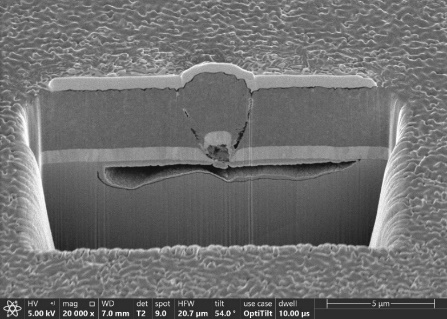 HV mag WD det spot HFW tilt use case dwell
5.00 kV 20 000 x 7.0 mm T2 9.0 20.7 µm 54.0 ° OptiTilt 10.00 µs
5 µm